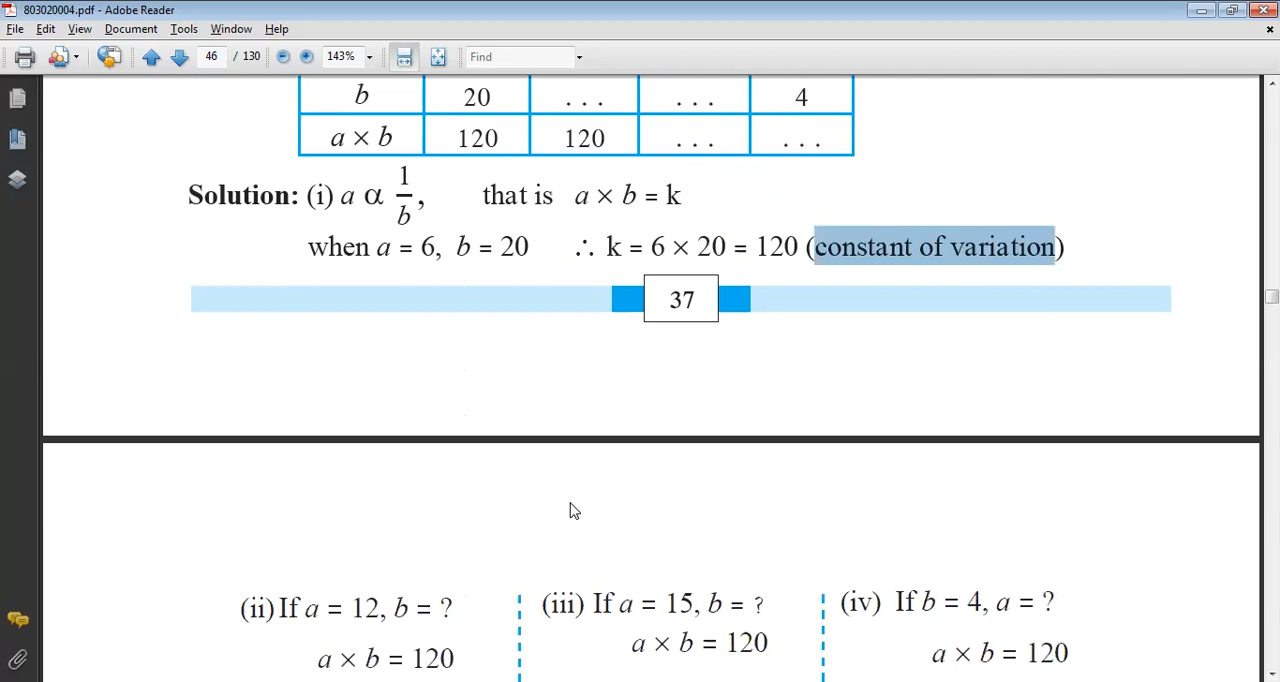 803020004.pdf - Adobe Reader
File Edit View Document Tools Window Help
46 / 130 143% Find
b 20 ... ... 4
a × b 120 120 ... ...
Solution: (i) a α 1/b, that is a × b = k
when a = 6, b = 20 ∴ k = 6 × 20 = 120 (constant of variation)
37
(ii) If a = 12, b = ? (iii) If a = 15, b = ? (iv) If b = 4, a = ?
a × b = 120 a × b = 120 a × b = 120